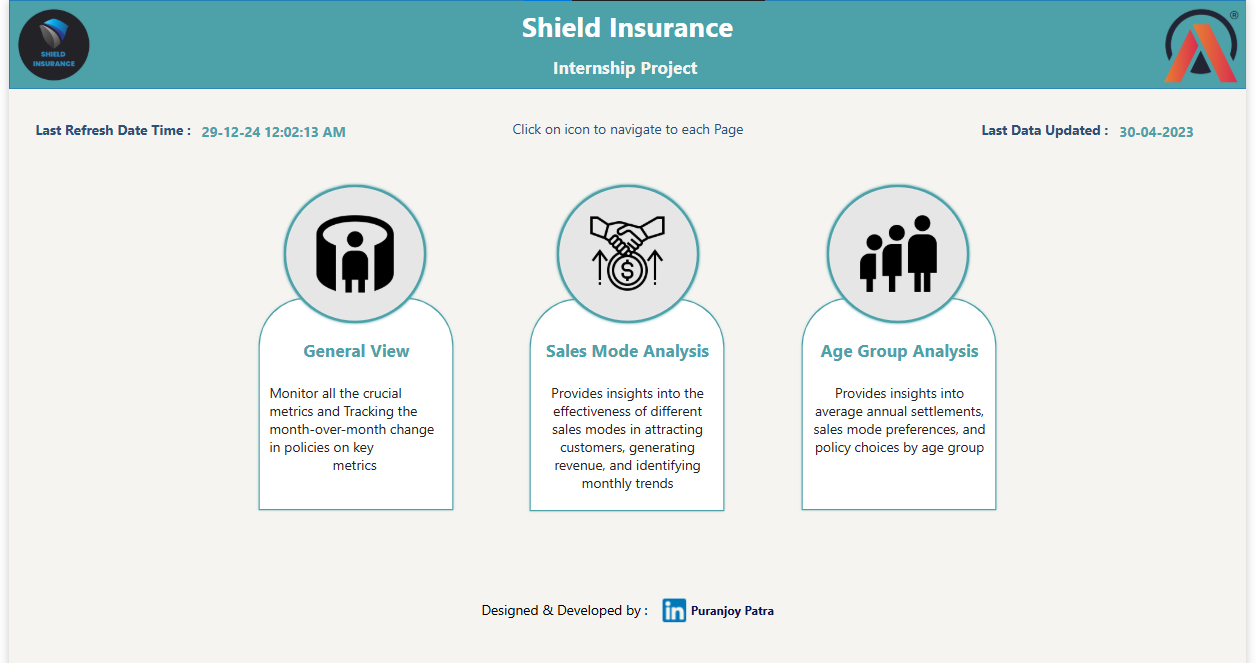 SHIELD
INSURANCE
Shield Insurance
Internship Project
®
Last Refresh Date Time : 29-12-24 12:02:13 AM
Click on icon to navigate to each Page
Last Data Updated : 30-04-2023
$
General View
Monitor all the crucial
metrics and Tracking the
month-over-month change
in policies on key
metrics
Sales Mode Analysis
Provides insights into the
effectiveness of different
sales modes in attracting
customers, generating
revenue, and identifying
monthly trends
Age Group Analysis
Provides insights into
average annual settlements,
sales mode preferences, and
policy choices by age group
Designed & Developed by : in Puranjoy Patra